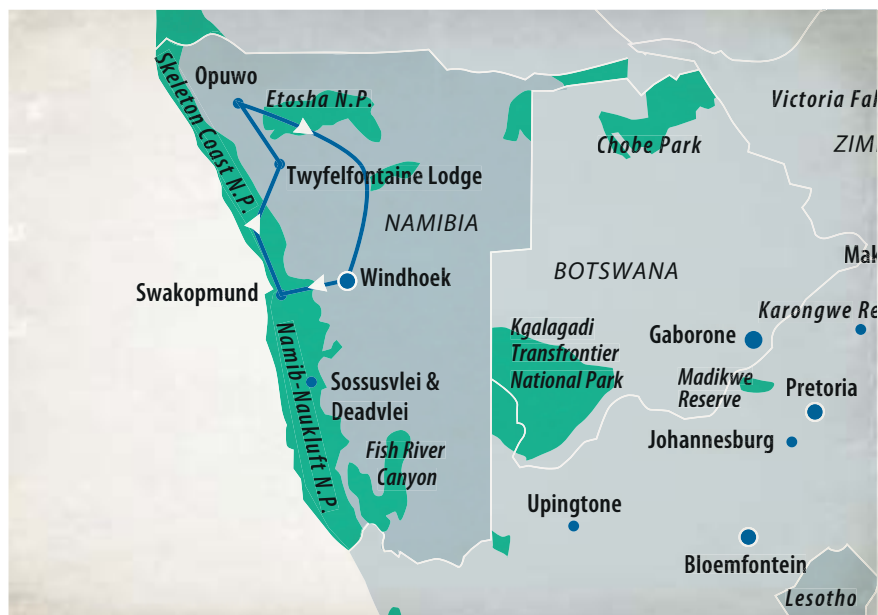 Opuwo
Etosha N.P.
Skeleton Coast N.P.
Victoria Fal
Chobe Park
ZIM
Twyfelfontaine Lodge
NAMIBIA
Mak
BOTSWANA
Windhoek
Swakopmund
Karongwe Re
Kgalagadi
Transfrontier
National Park
Gaborone
Namib-Naukluft N.P.
Sossusvlei &
Deadvlei
Madikwe
Reserve
Pretoria
Johannesburg
Fish River
Canyon
Upingtone
Bloemfontein
Lesotho